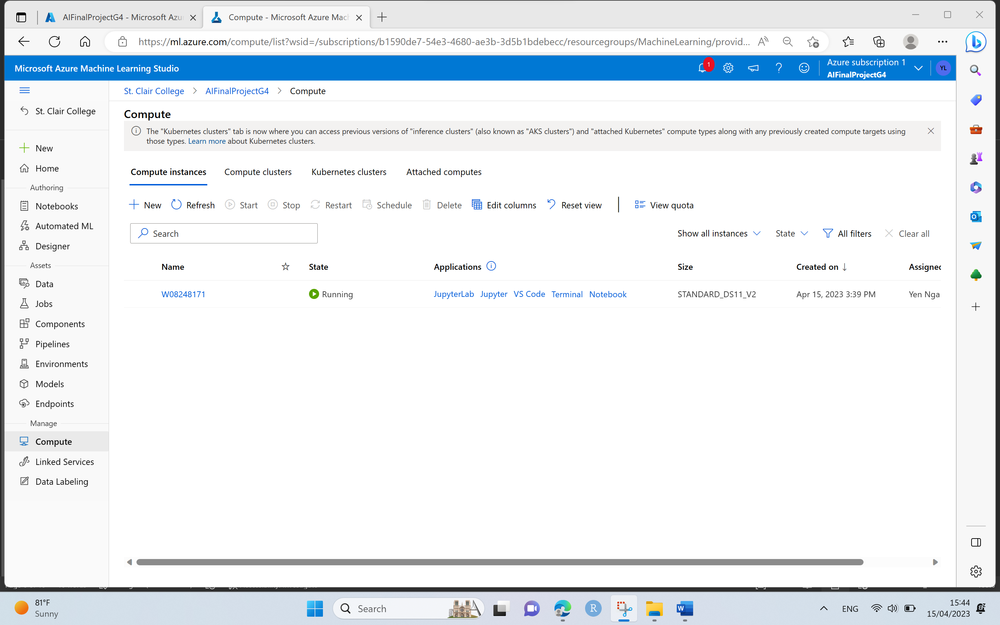 AIFinalProjectG4 - Microsoft Azu
Compute - Microsoft Azure Mach
https://ml.azure.com/compute/list?wsid=/subscriptions/b1590de7-54e3-4680-ae3b-3d5b1bdebecc/resourcegroups/MachineLearning/provid...
Microsoft Azure Machine Learning Studio
1
Azure subscription 1
AIFinalProjectG4
YL
St. Clair College
St. Clair College > AIFinalProjectG4 > Compute
New
Home
Authoring
Notebooks
Automated ML
Designer
Assets
Data
Jobs
Components
Pipelines
Environments
Models
Endpoints
Manage
Compute
Linked Services
Data Labeling
Compute
The "Kubernetes clusters" tab is now where you can access previous versions of "inference clusters" (also known as "AKS clusters") and "attached Kubernetes" compute types along with any previously created compute targets using
those types. Learn more about Kubernetes clusters.
Compute instances Compute clusters Kubernetes clusters Attached computes
New Refresh Start Stop Restart Schedule Delete Edit columns Reset view View quota
Search
Show all instances State All filters Clear all
Name State Applications Size Created on ↓ Assigned
W08248171 Running JupyterLab Jupyter VS Code Terminal Notebook STANDARD_DS11_V2 Apr 15, 2023 3:39 PM Yen Nga
81°F
Sunny
Search
R
W
ENG
15:44
15/04/2023